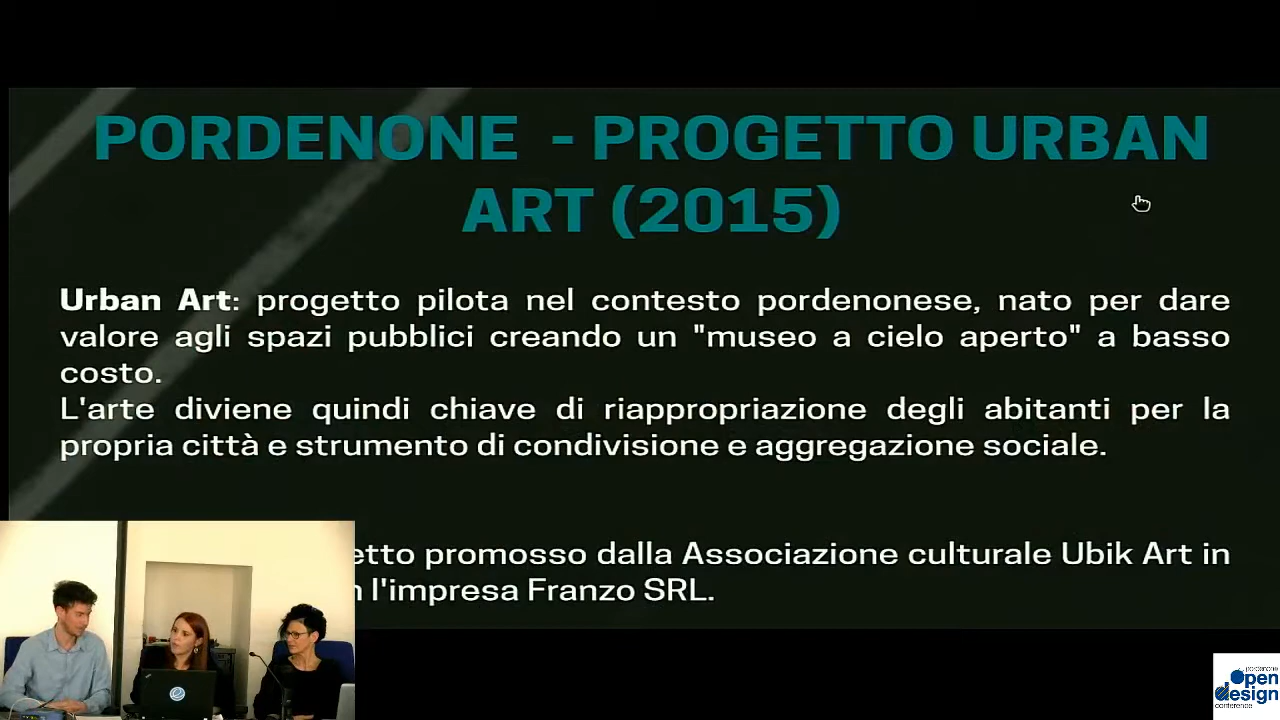 PORDENONE - PROGETTO URBAN
ART (2015)
Urban Art: progetto pilota nel contesto pordenonese, nato per dare
valore agli spazi pubblici creando un "museo a cielo aperto" a basso
costo.
L'arte diviene quindi chiave di riappropriazione degli abitanti per la
propria città e strumento di condivisione e aggregazione sociale.
etto promosso dalla Associazione culturale Ubik Art in
l'impresa Franzo SRL.
pordenone
open
design
conference